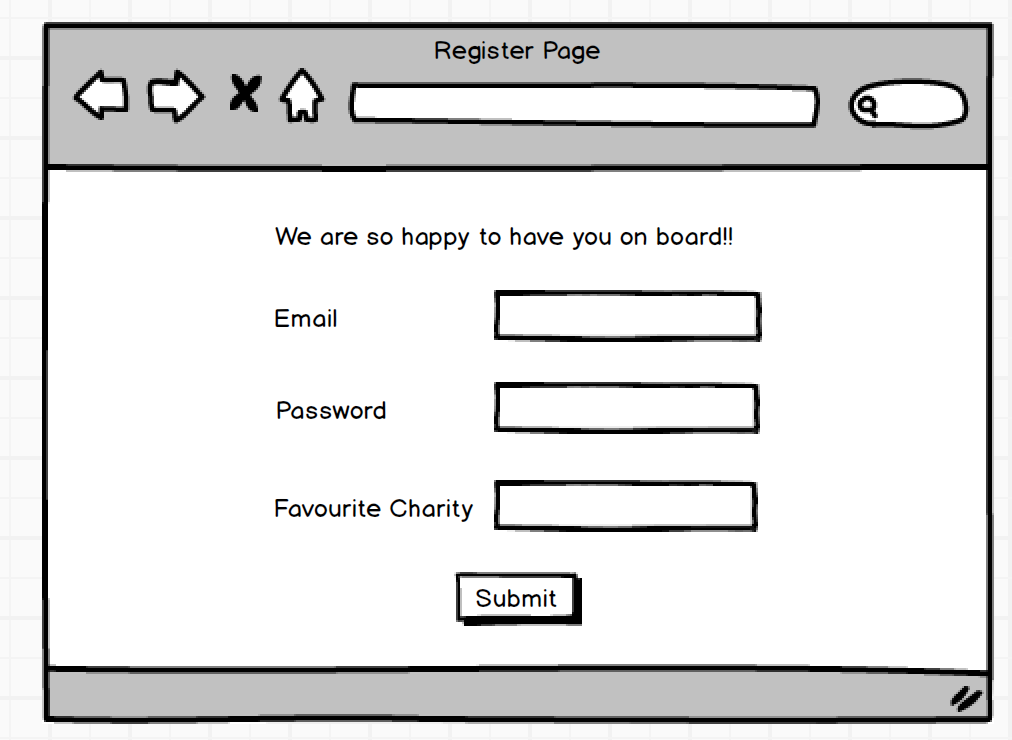 Register Page
We are so happy to have you on board!!
Email
Password
Favourite Charity
Submit